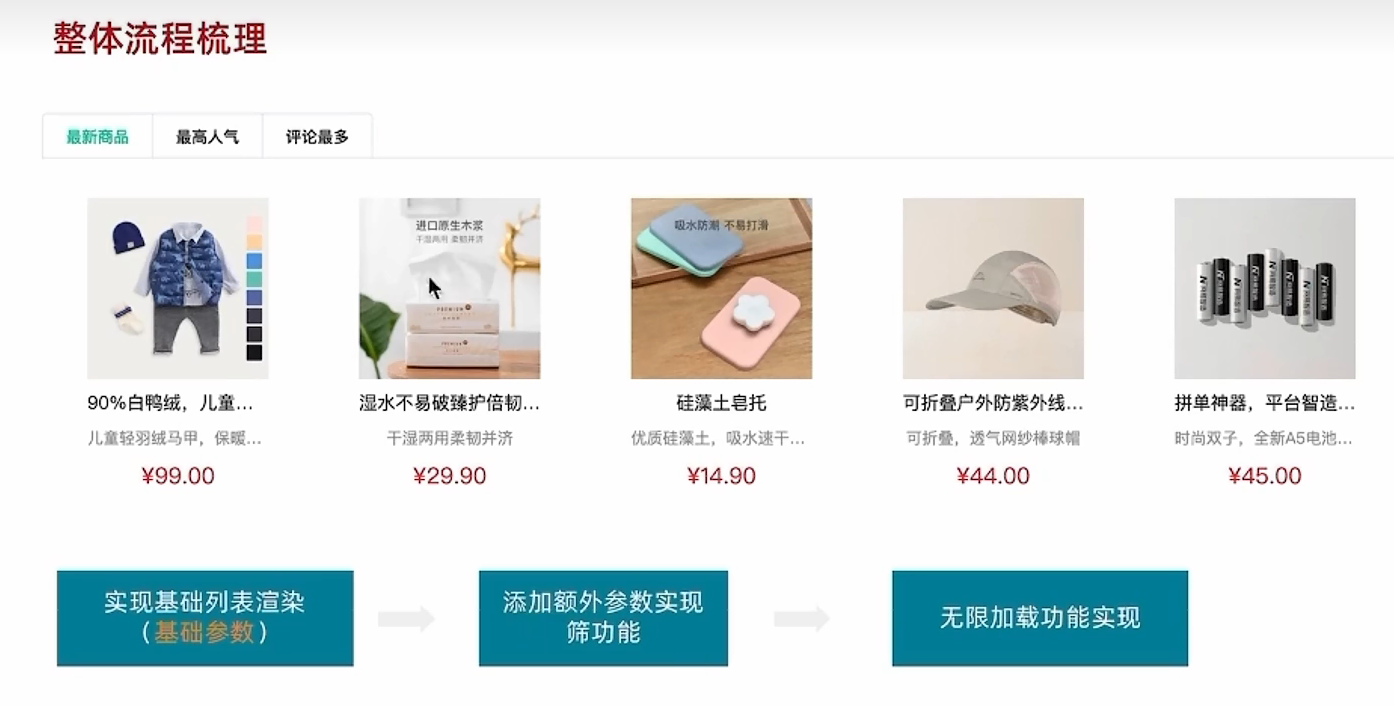 整体流程梳理
最新商品
最高人气
评论最多
进口原生木浆
干湿两用 柔韧并济
PREMIUM
PREMIUM
吸水防潮 不易打滑
90%白鸭绒，儿童...
湿水不易破臻护倍韧...
硅藻土皂托
可折叠户外防紫外线...
拼单神器，平台智造...
儿童轻羽绒马甲，保暖...
干湿两用柔韧并济
优质硅藻土，吸水速干...
可折叠，透气网纱棒球帽
时尚双子，全新A5电池...
¥99.00
¥29.90
¥14.90
¥44.00
¥45.00
实现基础列表渲染
（基础参数）
添加额外参数实现
筛功能
无限加载功能实现